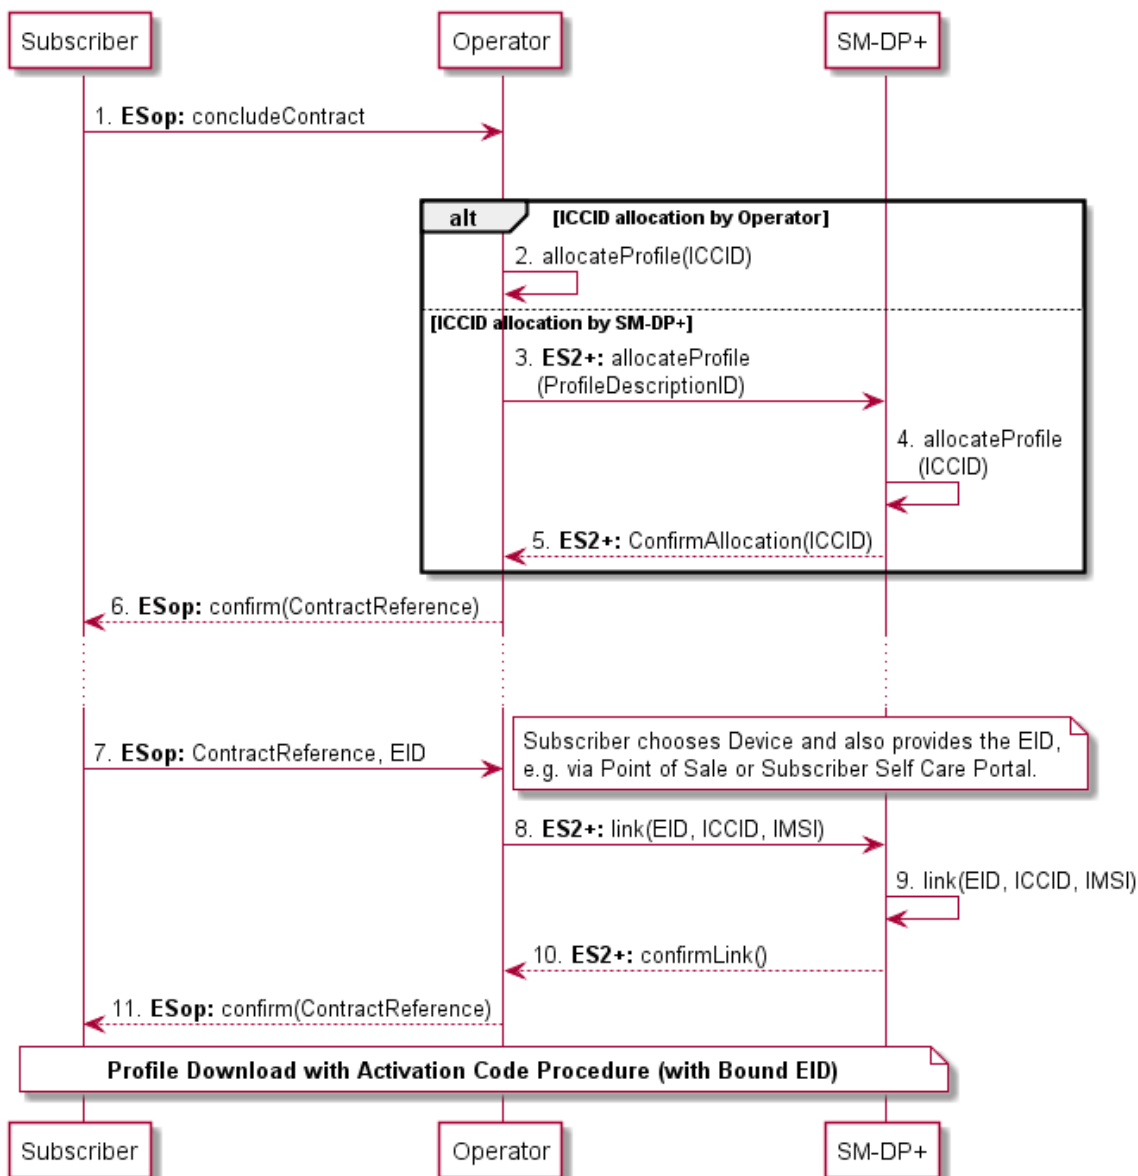 Subscriber
Operator
SM-DP+
1. ESop: concludeContract
alt
[ICCID allocation by Operator]
2. allocateProfile(ICCID)
[ICCID allocation by SM-DP+]
3. ES2+: allocateProfile
(ProfileDescriptionID)
4. allocateProfile
(ICCID)
5. ES2+: ConfirmAllocation(ICCID)
6. ESop: confirm(ContractReference)
7. ESop: ContractReference, EID
Subscriber chooses Device and also provides the EID,
e.g. via Point of Sale or Subscriber Self Care Portal.
8. ES2+: link(EID, ICCID, IMSI)
9. link(EID, ICCID, IMSI)
10. ES2+: confirmLink()
11. ESop: confirm(ContractReference)
Profile Download with Activation Code Procedure (with Bound EID)
Subscriber
Operator
SM-DP+